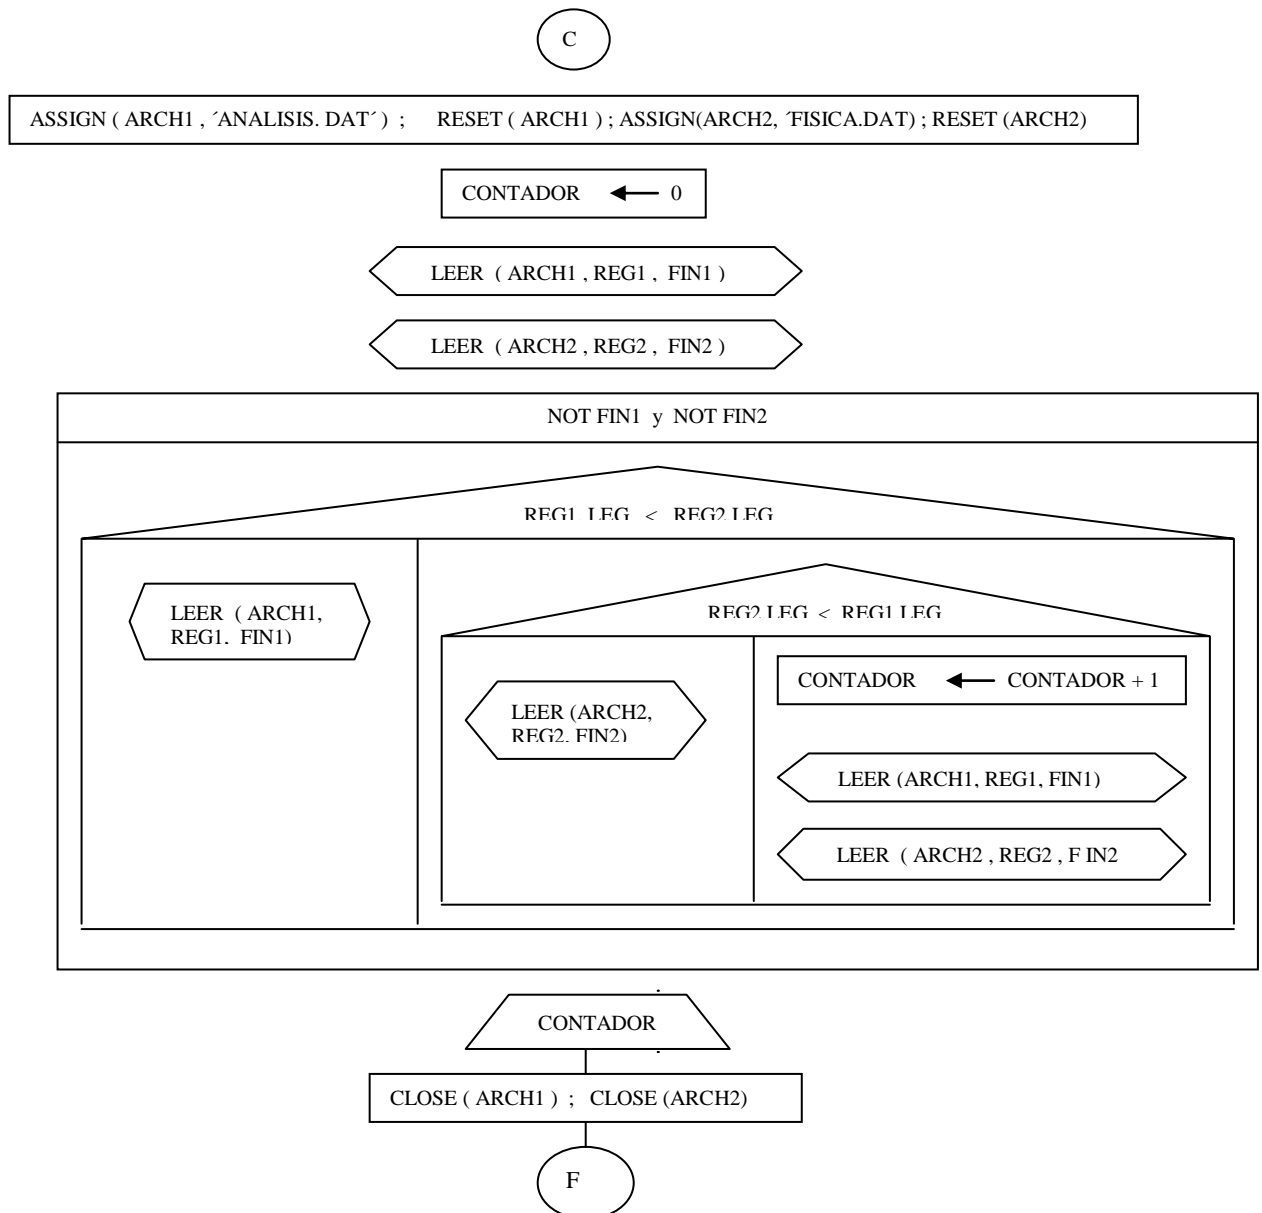 C
ASSIGN ( ARCH1 , ´ANALISIS. DAT´ ) ; RESET ( ARCH1 ) ; ASSIGN(ARCH2, ´FISICA.DAT) ; RESET (ARCH2)
CONTADOR ← 0
LEER ( ARCH1 , REG1 , FIN1 )
LEER ( ARCH2 , REG2 , FIN2 )
NOT FIN1 y NOT FIN2
REG1. LEG < REG2.LEG
LEER ( ARCH1,
REG1, FIN1)
REG2.LEG < REG1.LEG
LEER (ARCH2,
REG2, FIN2)
CONTADOR ← CONTADOR + 1
LEER (ARCH1, REG1, FIN1)
LEER ( ARCH2 , REG2 , F IN2
CONTADOR
CLOSE ( ARCH1 ) ; CLOSE (ARCH2)
F